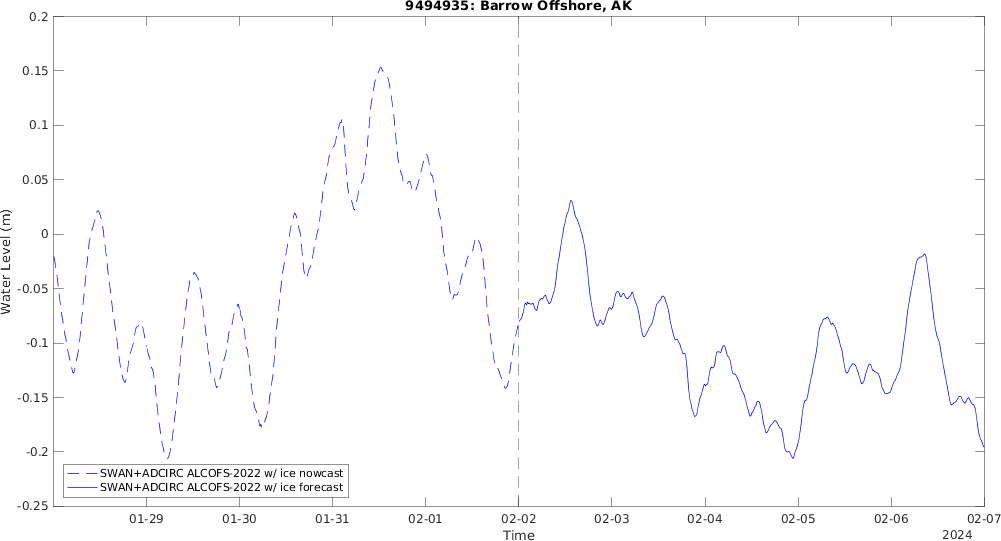 9494935: Barrow Offshore, AK
0.2
0.15
0.1
0.05
0
-0.05
-0.1
-0.15
-0.2
-0.25
Water Level (m)
SWAN+ADCIRC ALCOFS-2022 w/ ice nowcast
SWAN+ADCIRC ALCOFS-2022 w/ ice forecast
01-29 01-30 01-31 02-01 02-02 02-03 02-04 02-05 02-06 02-07
Time
2024